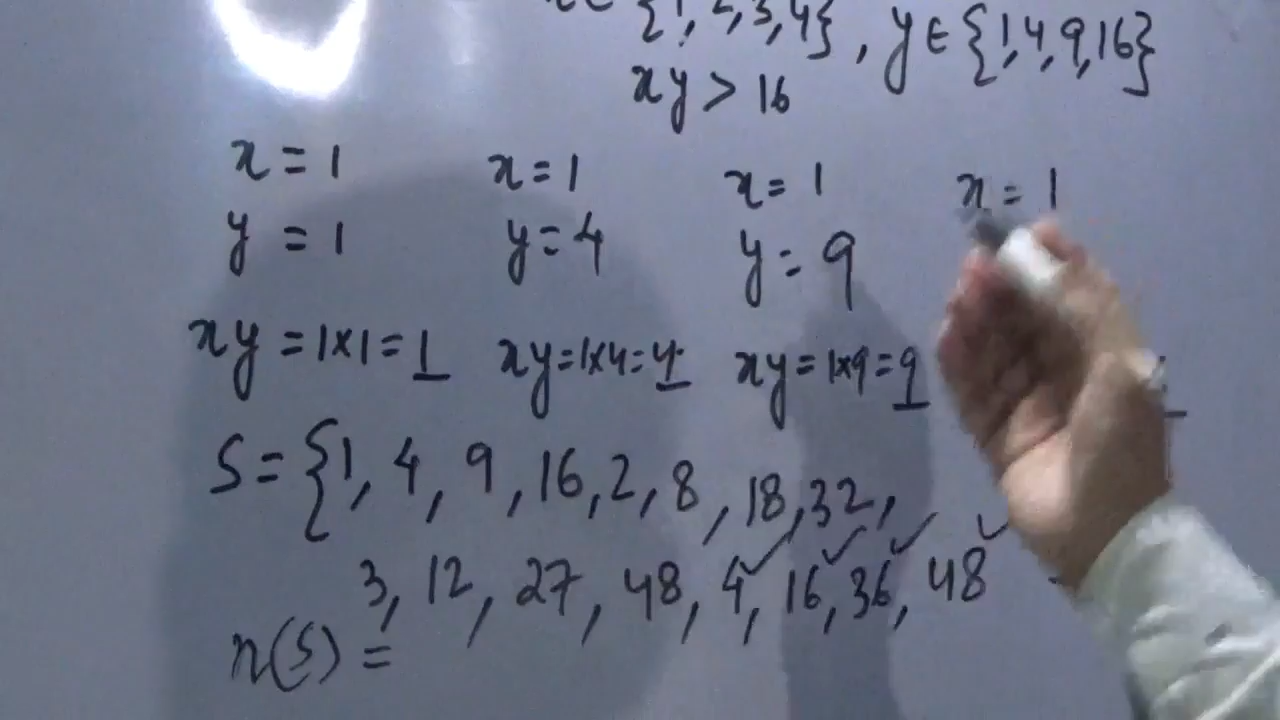 x ∈ {1, 2, 3, 4}, y ∈ {1, 4, 9, 16}
xy > 16
x = 1 x = 1 x = 1 x = 1
y = 1 y = 4 y = 9
xy = 1×1 = 1 xy = 1×4 = 4 xy = 1×9 = 9
S = {1, 4, 9, 16, 2, 8, 18, 32,
3, 12, 27, 48, 4, 16, 36, 48
n(S) =